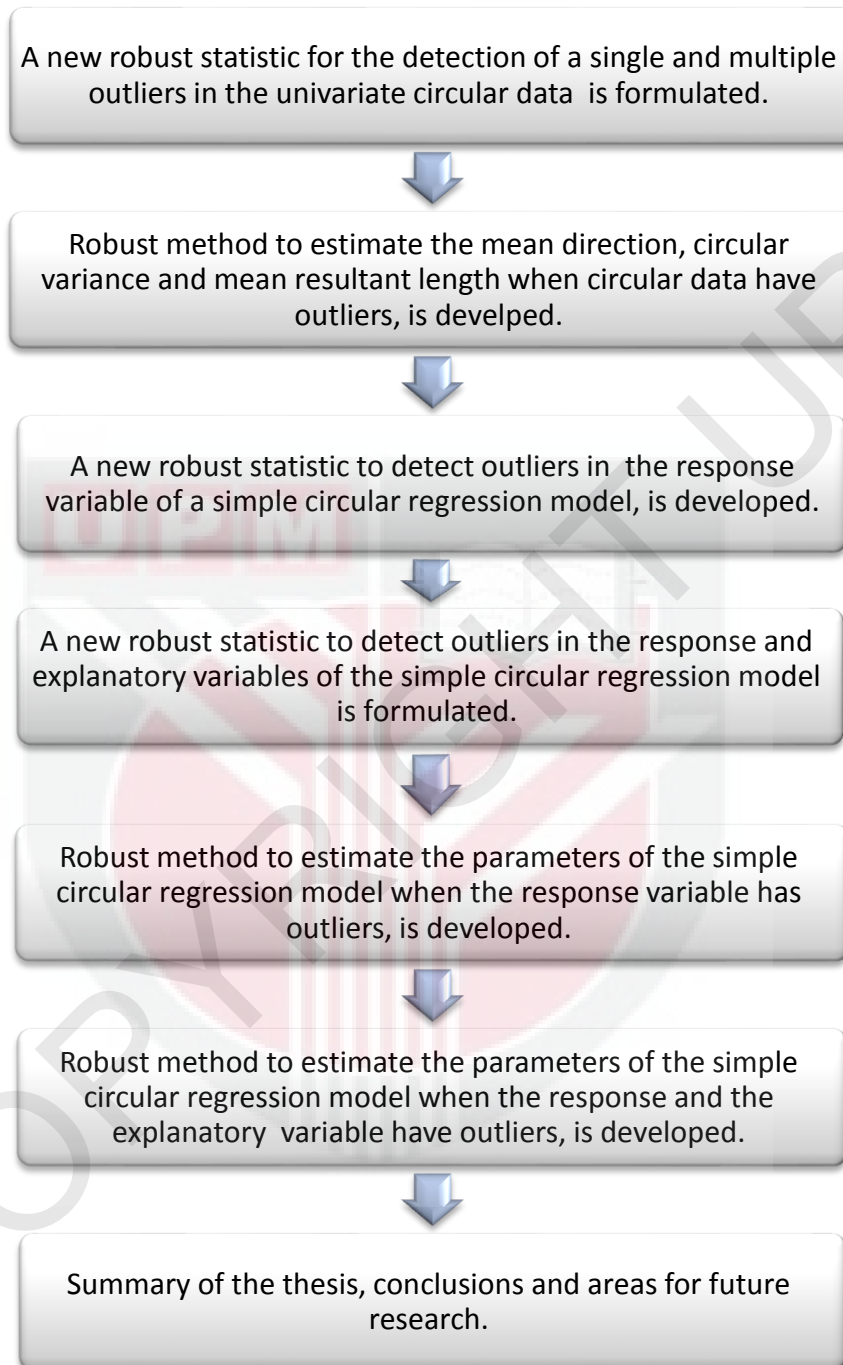 A new robust statistic for the detection of a single and multiple
outliers in the univariate circular data is formulated.
Robust method to estimate the mean direction, circular
variance and mean resultant length when circular data have
outliers, is develped.
A new robust statistic to detect outliers in the response
variable of a simple circular regression model, is developed.
UPM
A new robust statistic to detect outliers in the response and
explanatory variables of the simple circular regression model
is formulated.
Robust method to estimate the parameters of the simple
circular regression model when the response variable has
outliers, is developed.
Robust method to estimate the parameters of the simple
circular regression model when the response and the
explanatory variable have outliers, is developed.
Summary of the thesis, conclusions and areas for future
research.
OPYRIGHT UP